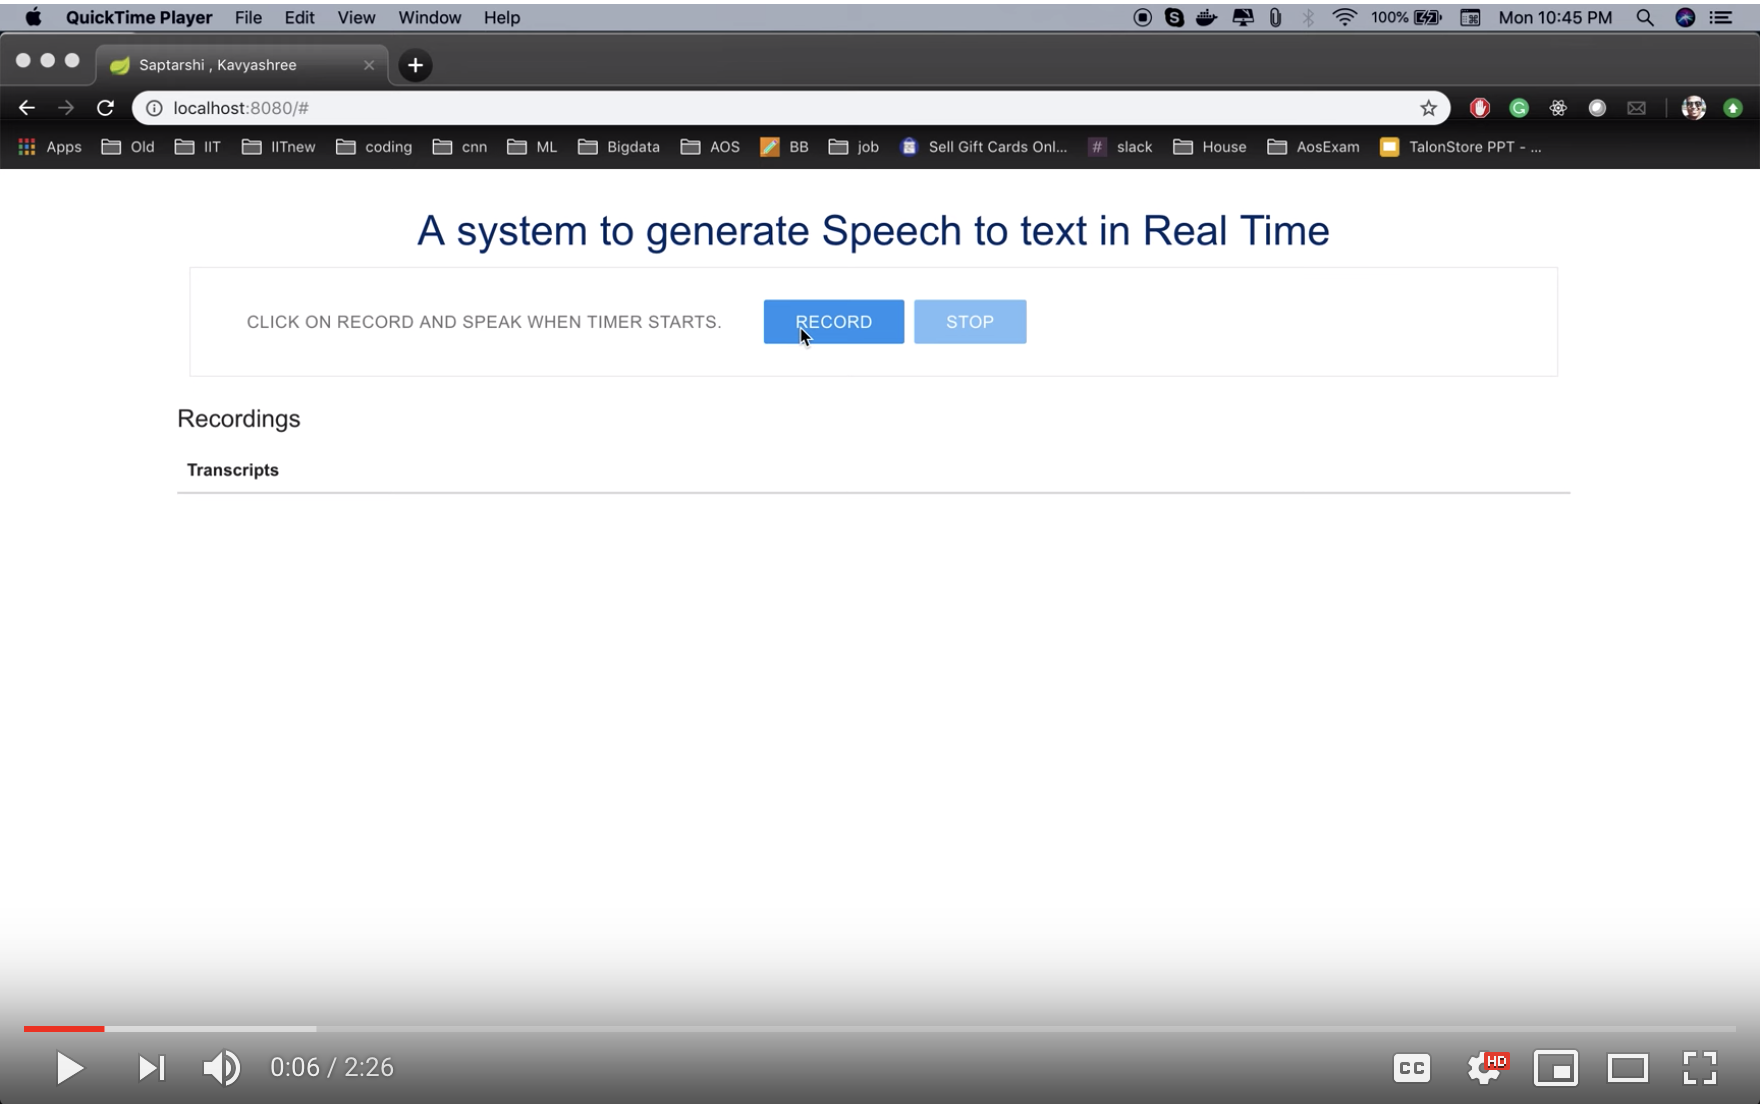 QuickTime Player File Edit View Window Help 100% Mon 10:45 PM
Saptarshi , Kavyashree
localhost:8080/#
Apps Old IIT IITnew coding cnn ML Bigdata AOS BB job Sell Gift Cards Onl... # slack House AosExam TalonStore PPT - ...
A system to generate Speech to text in Real Time
CLICK ON RECORD AND SPEAK WHEN TIMER STARTS. RECORD STOP
Recordings
Transcripts
0:06 / 2:26 CC HD